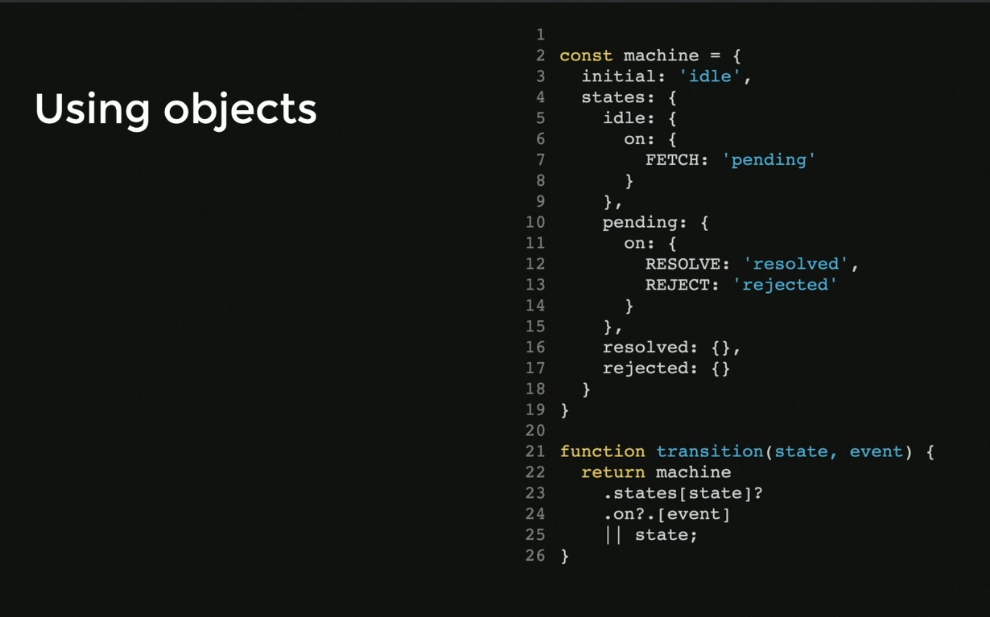 Using objects
1
2 const machine = {
3   initial: 'idle',
4   states: {
5     idle: {
6       on: {
7         FETCH: 'pending'
8       }
9     },
10     pending: {
11       on: {
12         RESOLVE: 'resolved',
13         REJECT: 'rejected'
14       }
15     },
16     resolved: {},
17     rejected: {}
18   }
19 }
20
21 function transition(state, event) {
22   return machine
23     .states[state]?
24     .on?.[event]
25     || state;
26 }